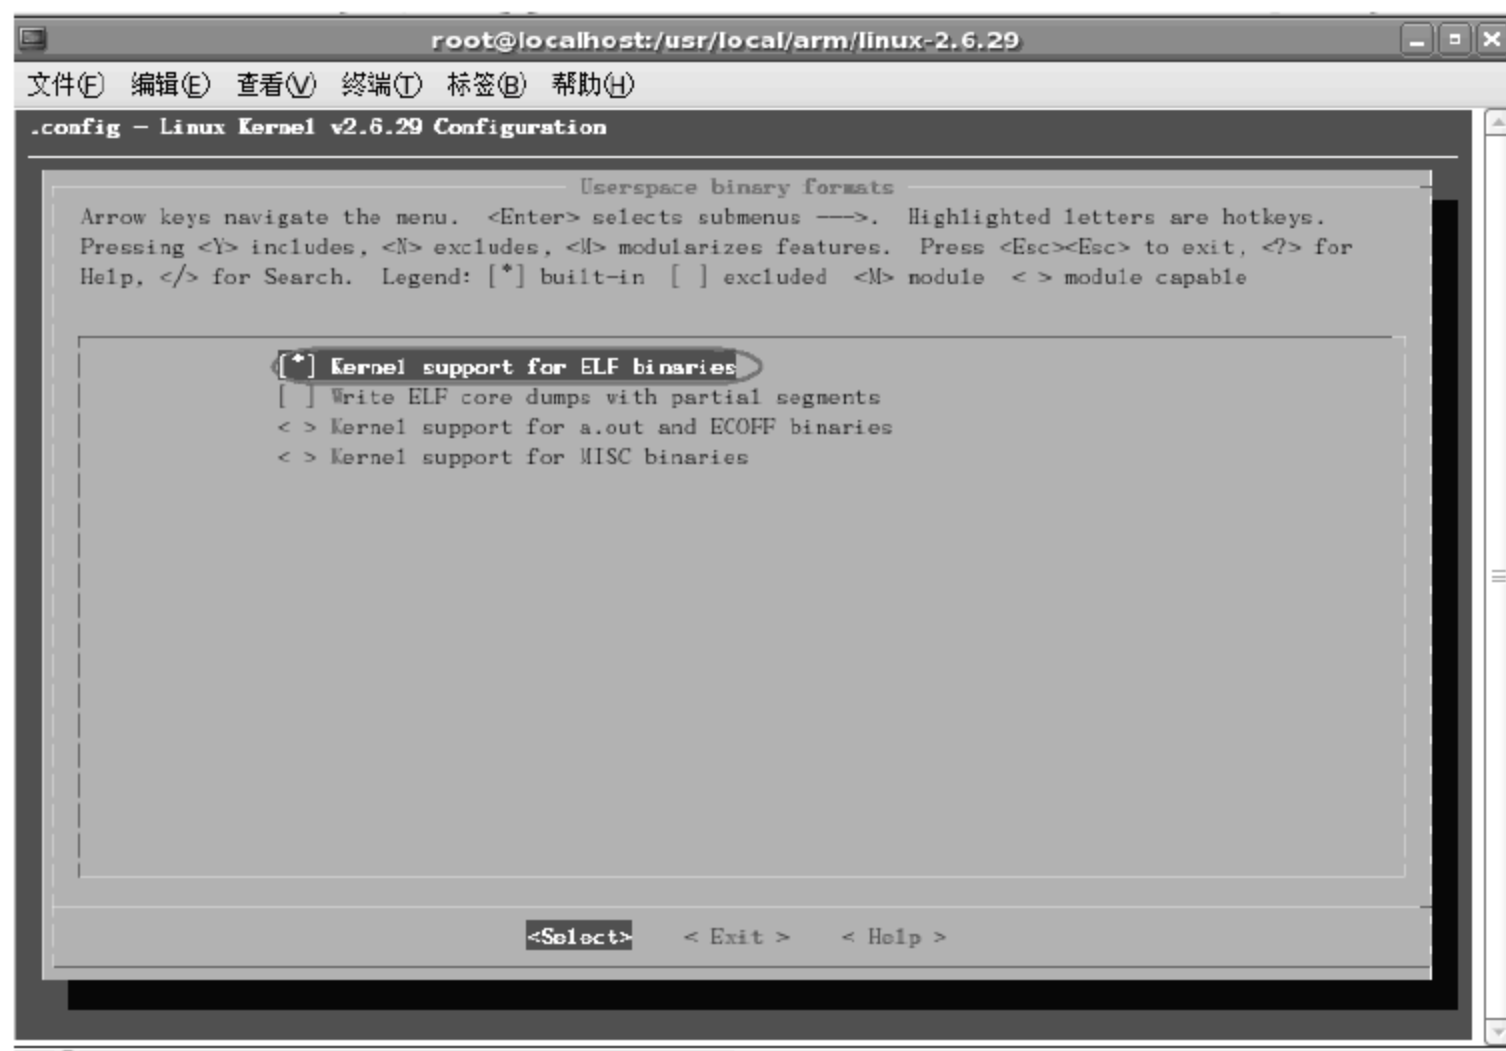 root@localhost:/usr/local/arm/linux-2.6.29
文件(F) 编辑(E) 查看(V) 终端(T) 标签(B) 帮助(H)
.config - Linux Kernel v2.6.29 Configuration
Userspace binary formats
Arrow keys navigate the menu. <Enter> selects submenus --->. Highlighted letters are hotkeys.
Pressing <Y> includes, <N> excludes, <M> modularizes features. Press <Esc><Esc> to exit, <?> for
Help, </> for Search. Legend: [*] built-in [ ] excluded <M> module < > module capable
[*] Kernel support for ELF binaries
[ ] Write ELF core dumps with partial segments
< > Kernel support for a.out and ECOFF binaries
< > Kernel support for MISC binaries
<Select> < Exit > < Help >